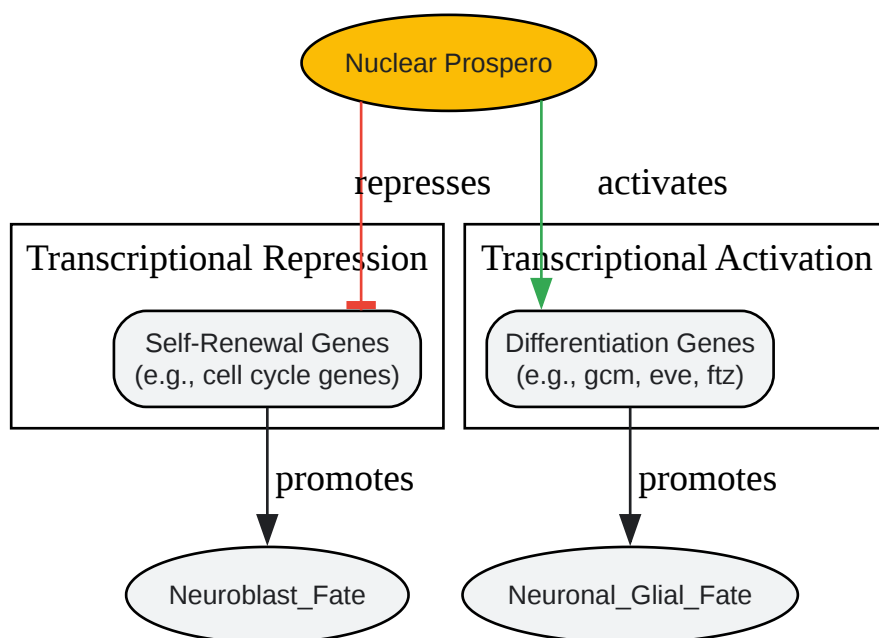 Nuclear Prospero
represses
activates
Transcriptional Repression
Transcriptional Activation
Self-Renewal Genes
(e.g., cell cycle genes)
Differentiation Genes
(e.g., gcm, eve, ftz)
promotes
promotes
Neuroblast_Fate
Neuronal_Glial_Fate